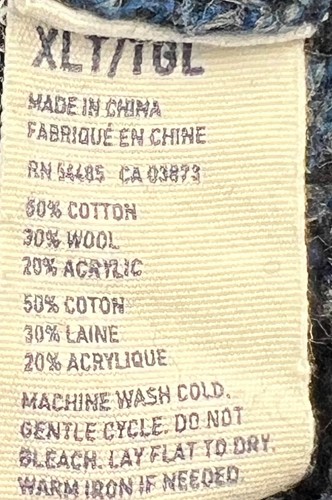 XLT/TGL
MADE IN CHINA
FABRIQUÉ EN CHINE
RN 54485 CA 03873
50% COTTON
30% WOOL
20% ACRYLIC
50% COTON
30% LAINE
20% ACRYLIQUE
MACHINE WASH COLD.
GENTLE CYCLE. DO NOT
BLEACH. LAY FLAT TO DRY.
WARM IRON IF NEEDED